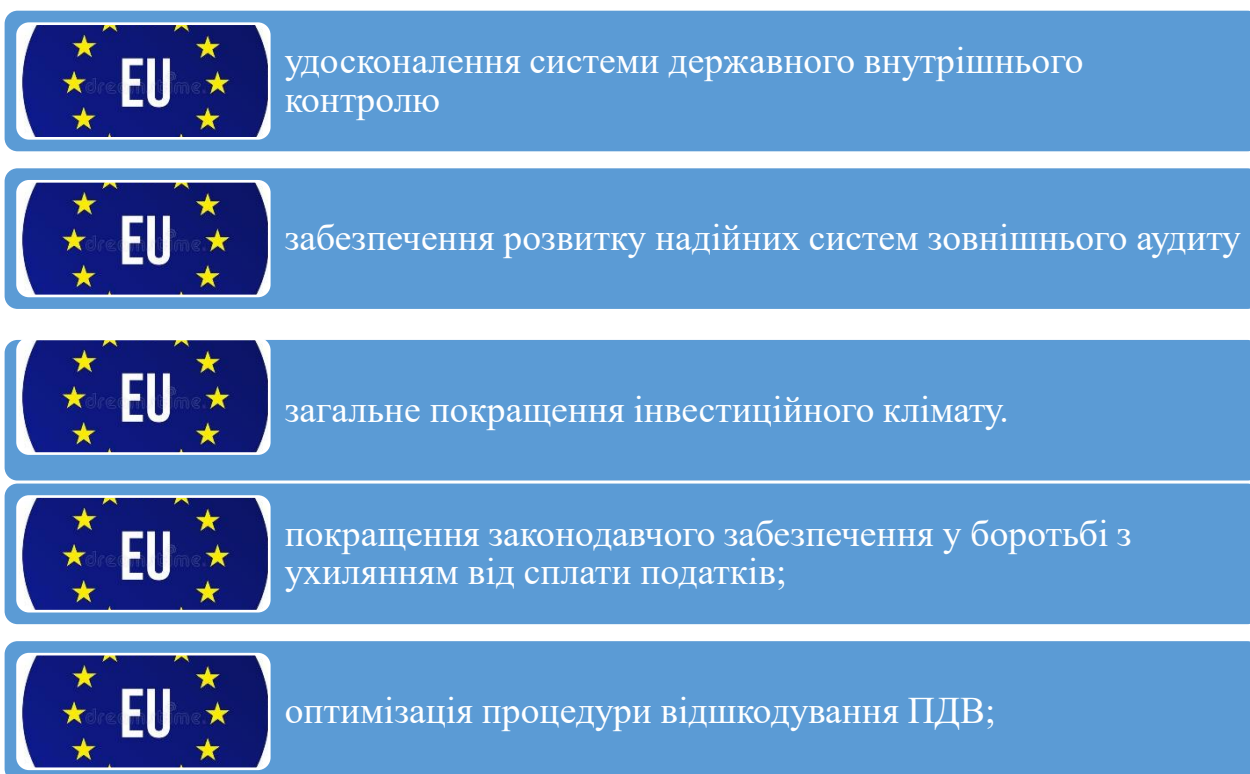 EU
удосконалення системи державного внутрішнього
контролю
EU
забезпечення розвитку надійних систем зовнішнього аудиту
EU
загальне покращення інвестиційного клімату.
EU
покращення законодавчого забезпечення у боротьбі з
ухилянням від сплати податків;
EU
оптимізація процедури відшкодування ПДВ;